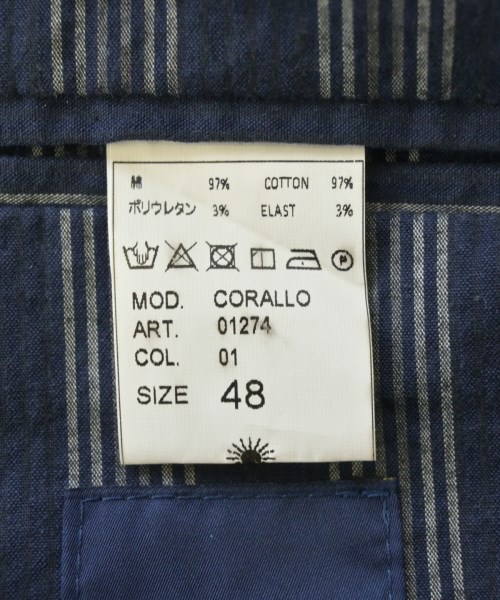 綿 97% COTTON 97%
ポリウレタン 3% ELAST 3%
P
MOD. CORALLO
ART. 01274
COL. 01
SIZE 48